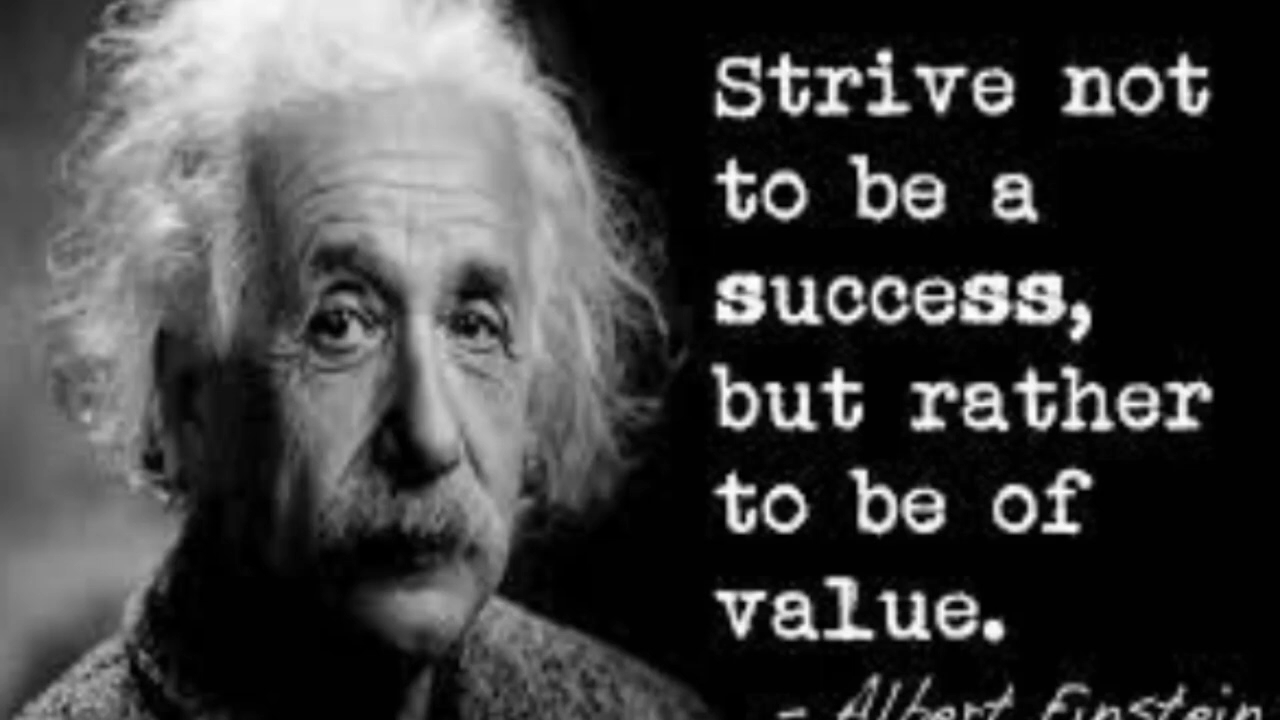 Strive not
to be a
success,
but rather
to be of
value.
- Albert Einstein